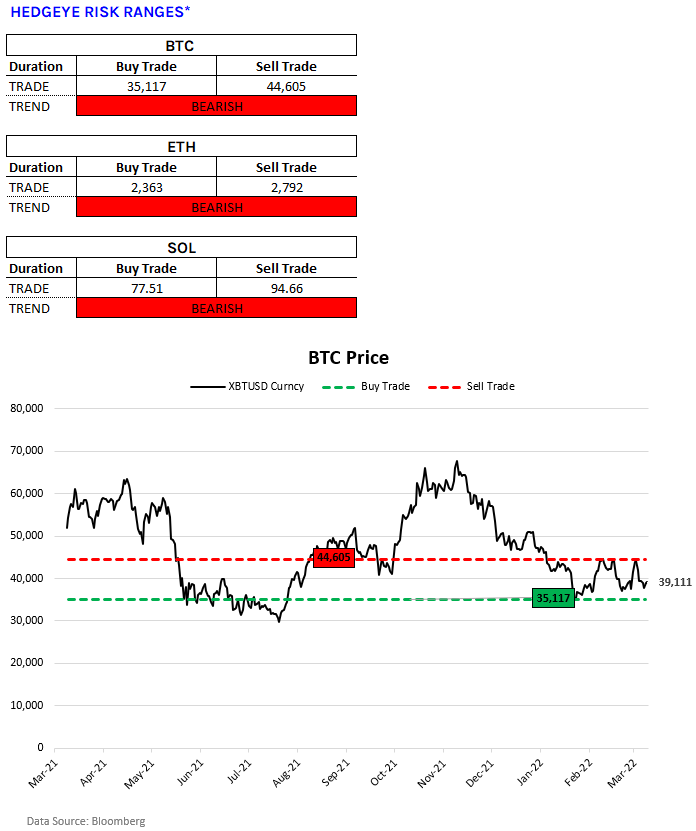 HEDGEYE RISK RANGES*
BTC
Duration Buy Trade Sell Trade
TRADE 35,117 44,605
TREND BEARISH
ETH
Duration Buy Trade Sell Trade
TRADE 2,363 2,792
TREND BEARISH
SOL
Duration Buy Trade Sell Trade
TRADE 77.51 94.66
TREND BEARISH
BTC Price
XBTUSD Curncy Buy Trade Sell Trade
80,000
70,000
60,000
50,000
44,605
40,000
39,111
35,117
30,000
20,000
10,000
0
Mar-21 Apr-21 May-21 Jun-21 Jul-21 Aug-21 Sep-21 Oct-21 Nov-21 Dec-21 Jan-22 Feb-22 Mar-22
Data Source: Bloomberg